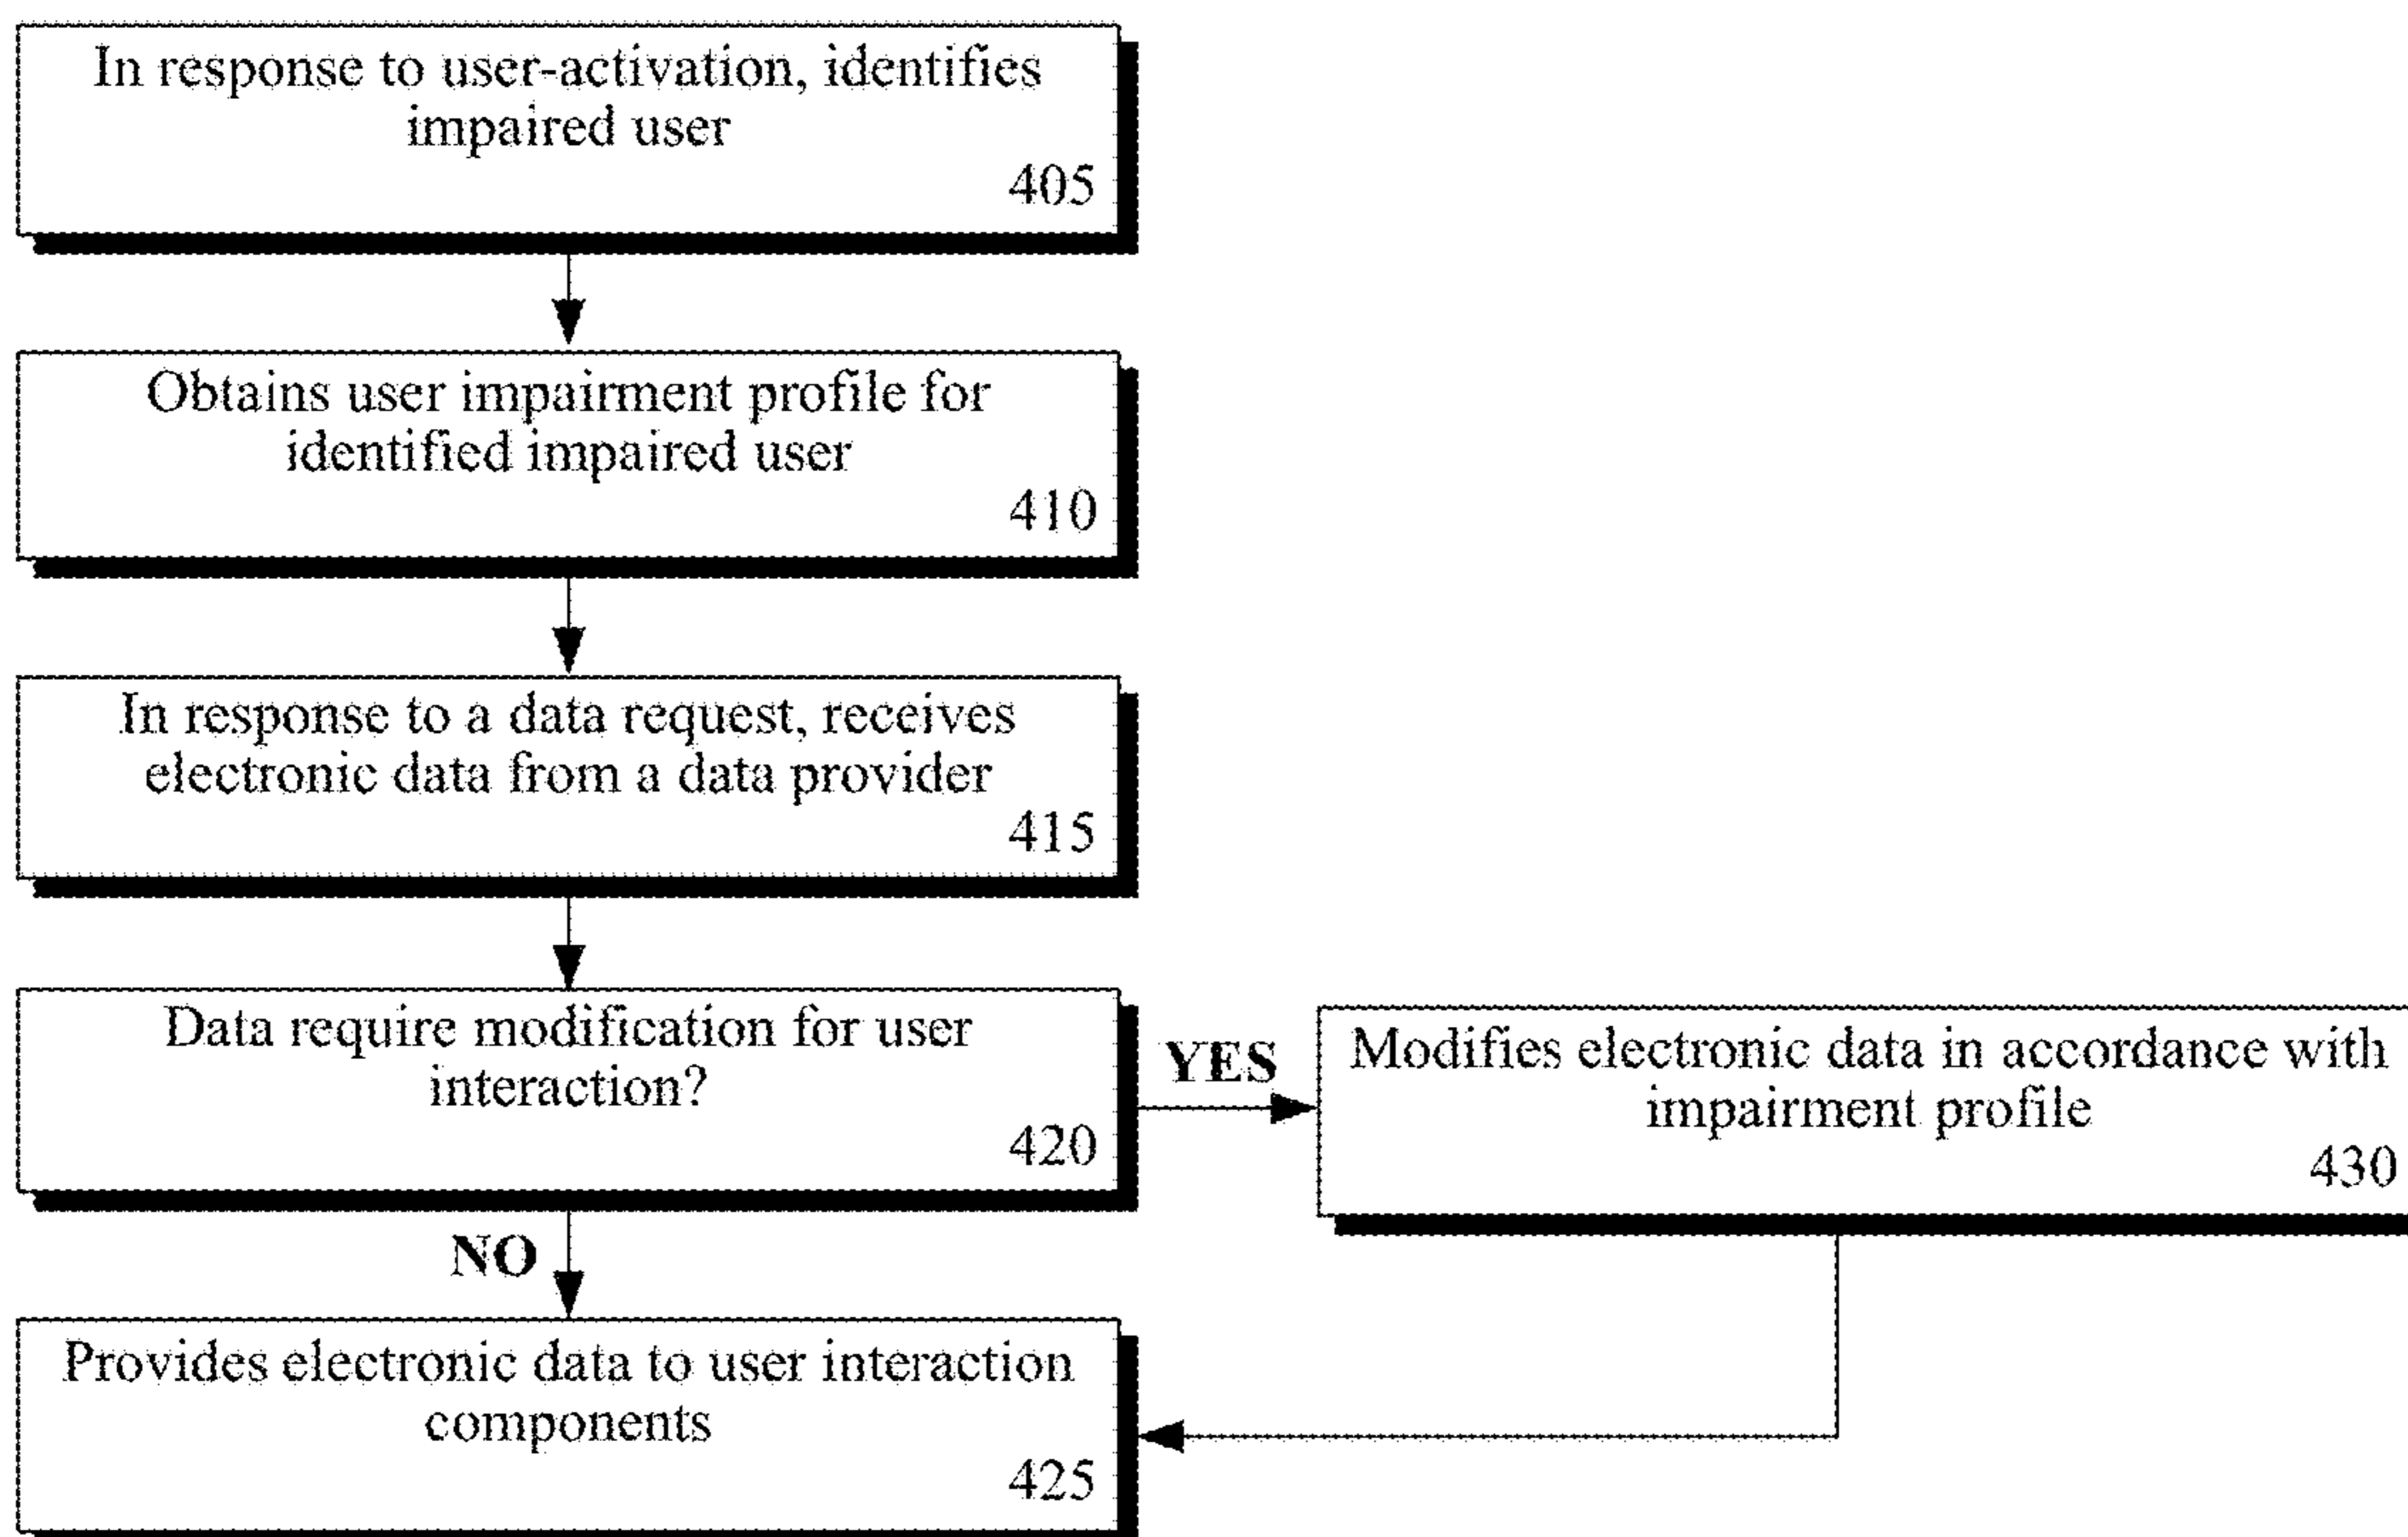 In response to user-activation, identifies
impaired user
405
Obtains user impairment profile for
identified impaired user
410
In response to a data request, receives
electronic data from a data provider
415
Data require modification for user
interaction?
420
YES
Modifies electronic data in accordance with
impairment profile
430
NO
Provides electronic data to user interaction
components
425